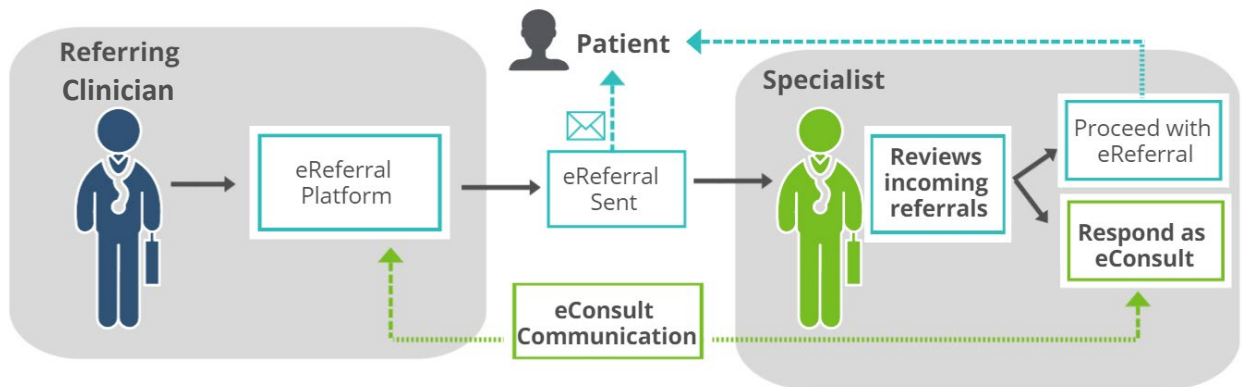 Referring
Clinician
eReferral
Platform
Patient
eReferral
Sent
eConsult
Communication
Specialist
Reviews
incoming
referrals
Proceed with
eReferral
Respond as
eConsult